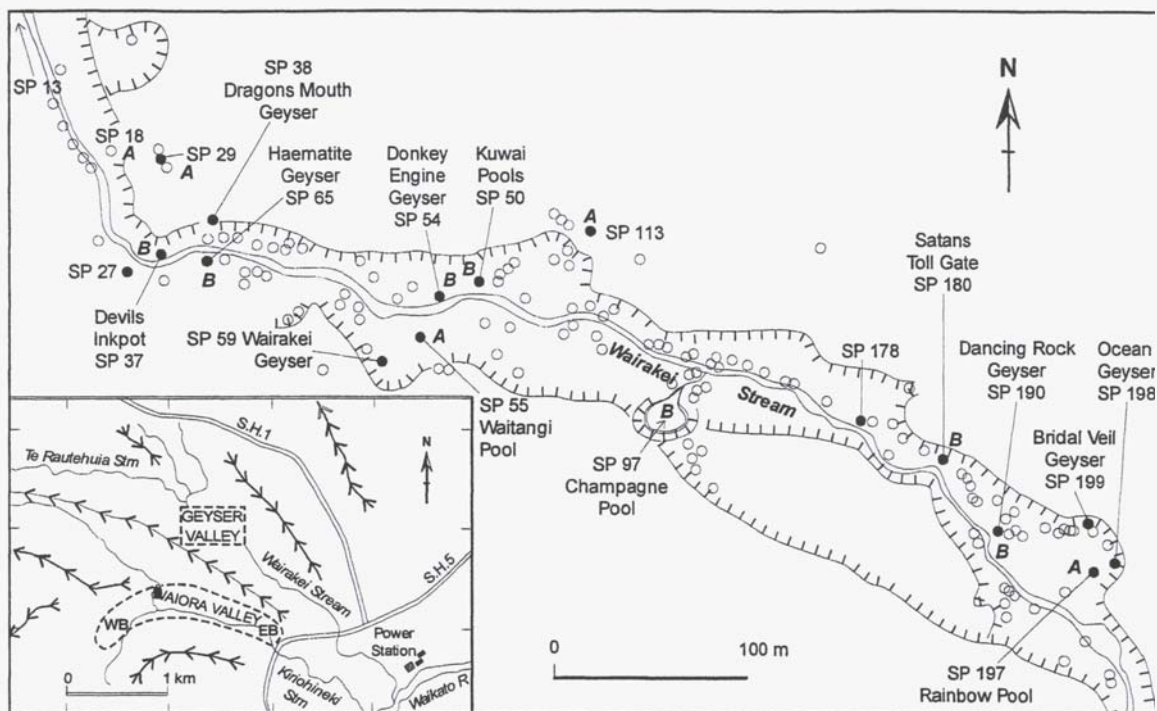 N
SP 13
SP 38
Dragons Mouth
Geyser
SP 18
A
SP 29
A
Haematite
Geyser
SP 65
Donkey
Engine
Geyser
SP 54
Kuwai
Pools
SP 50
A
SP 113
Satans
Toll Gate
SP 180
B
SP 27
B
B
B
Devils
Inkpot
SP 37
SP 59 Wairakei
Geyser
A
SP 55
Waitangi
Pool
Wairakei
Stream
B
SP 97
Champagne
Pool
SP 178
Dancing Rock
Geyser
SP 190
Ocean
Geyser
SP 198
B
Bridal Veil
Geyser
SP 199
B
A
SP 197
Rainbow Pool
0
100 m
S.H.1
N
Te Rautehuia Stm
GEYSER
VALLEY
Wairakei Stream
S.H.5
WAIORA VALLEY
WB
EB
Power
Station
0
1 km
Kiriohineki
Stm
Waikato R